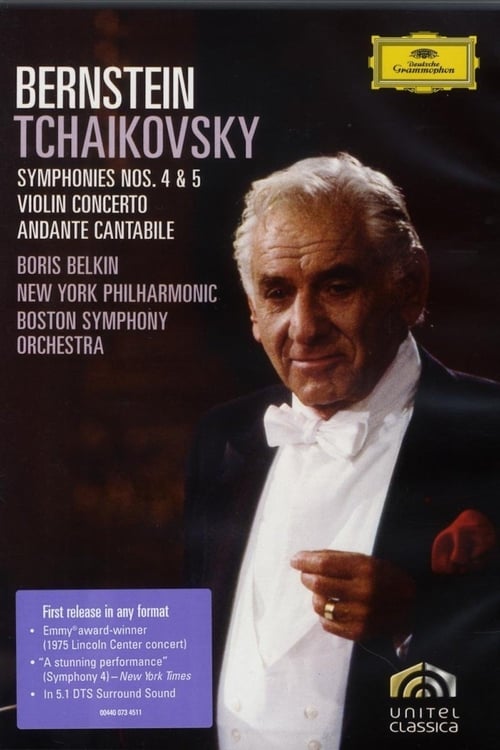 Deutsche
Grammophon
BERNSTEIN
TCHAIKOVSKY
SYMPHONIES NOS. 4 & 5
VIOLIN CONCERTO
ANDANTE CANTABILE
BORIS BELKIN
NEW YORK PHILHARMONIC
BOSTON SYMPHONY
ORCHESTRA
First release in any format
• Emmy® award-winner
(1975 Lincoln Center concert)
• "A stunning performance"
(Symphony 4) – New York Times
• In 5.1 DTS Surround Sound
00440 073 4511
UNITEL
CLASSICA